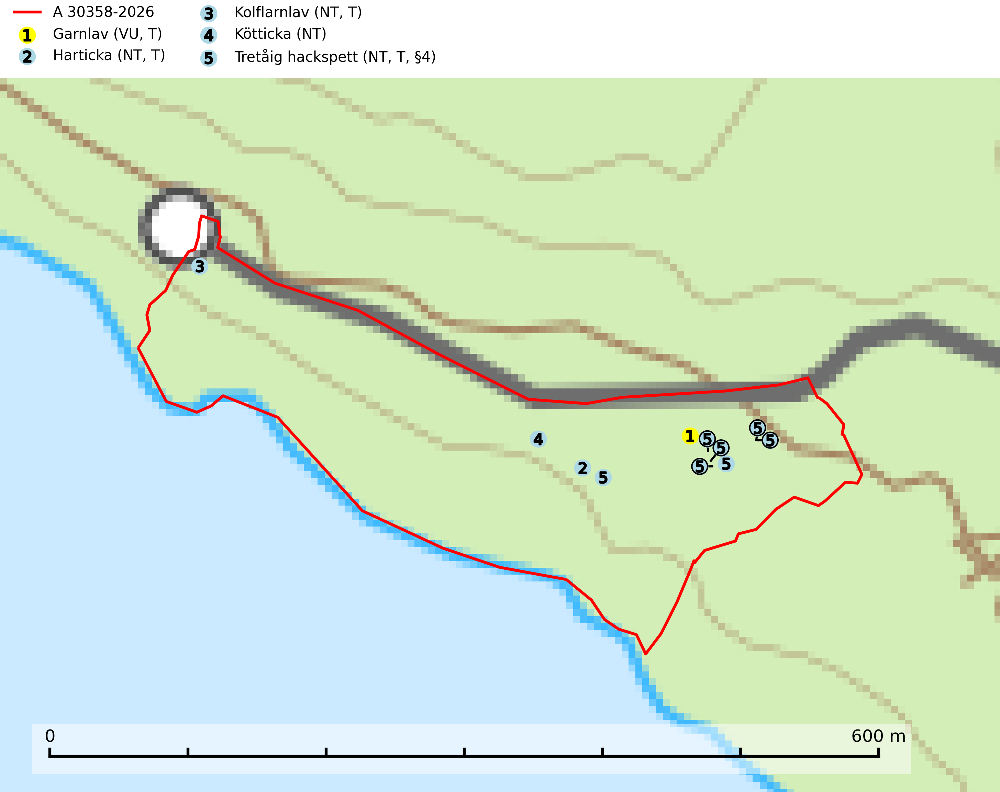 A 30358-2026
1 Garnlav (VU, T)
2 Harticka (NT, T)
3 Kolflarnlav (NT, T)
4 Kötticka (NT)
5 Tretåig hackspett (NT, T, §4)
3
5
4
1
5
5
5
5
5
2
5
0
600 m